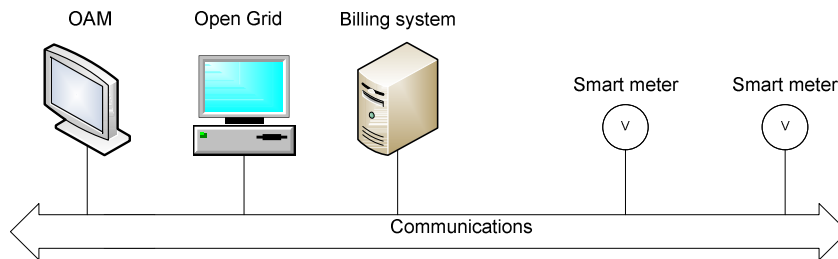 OAM
Open Grid
Billing system
Smart meter
Smart meter
V
V
Communications